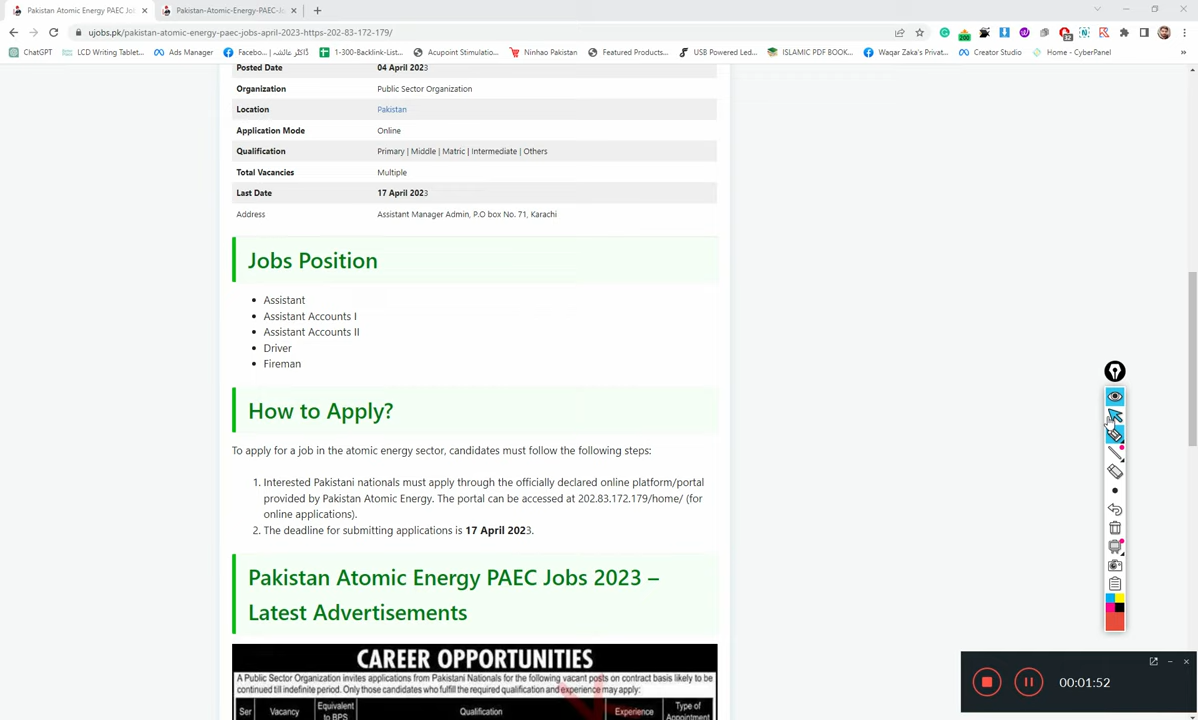 Pakistan Atomic Energy PAEC Job
Pakistan-Atomic-Energy-PAEC-J
ujobs.pk/pakistan-atomic-energy-paec-jobs-april-2023-https-202-83-172-179/
ChatGPT
LCD Writing Tablet...
Ads Manager
1-300-Backlink-List...
Acupoint Stimulatio...
Ninhao Pakistan
Featured Products...
USB Powered Led...
ISLAMIC PDF BOOK...
Waqar Zaka's Privat...
Creator Studio
Home - CyberPanel
Posted Date 04 April 2023
Organization Public Sector Organization
Location Pakistan
Application Mode Online
Qualification Primary | Middle | Matric | Intermediate | Others
Total Vacancies Multiple
Last Date 17 April 2023
Address Assistant Manager Admin, P.O box No. 71, Karachi
Jobs Position
Assistant
Assistant Accounts I
Assistant Accounts II
Driver
Fireman
How to Apply?
To apply for a job in the atomic energy sector, candidates must follow the following steps:
1. Interested Pakistani nationals must apply through the officially declared online platform/portal
provided by Pakistan Atomic Energy. The portal can be accessed at 202.83.172.179/home/ (for
online applications).
2. The deadline for submitting applications is 17 April 2023.
Pakistan Atomic Energy PAEC Jobs 2023 –
Latest Advertisements
CAREER OPPORTUNITIES
A Public Sector Organization invites applications from Pakistan Nationals for the following vacant posts on contract basis likely to be
continued till indefinite period. Only those candidates who fulfill the required qualification and experience may apply:
Ser Vacancy Equivalent to BPS Qualification Experience Type of Appointment
00:01:52